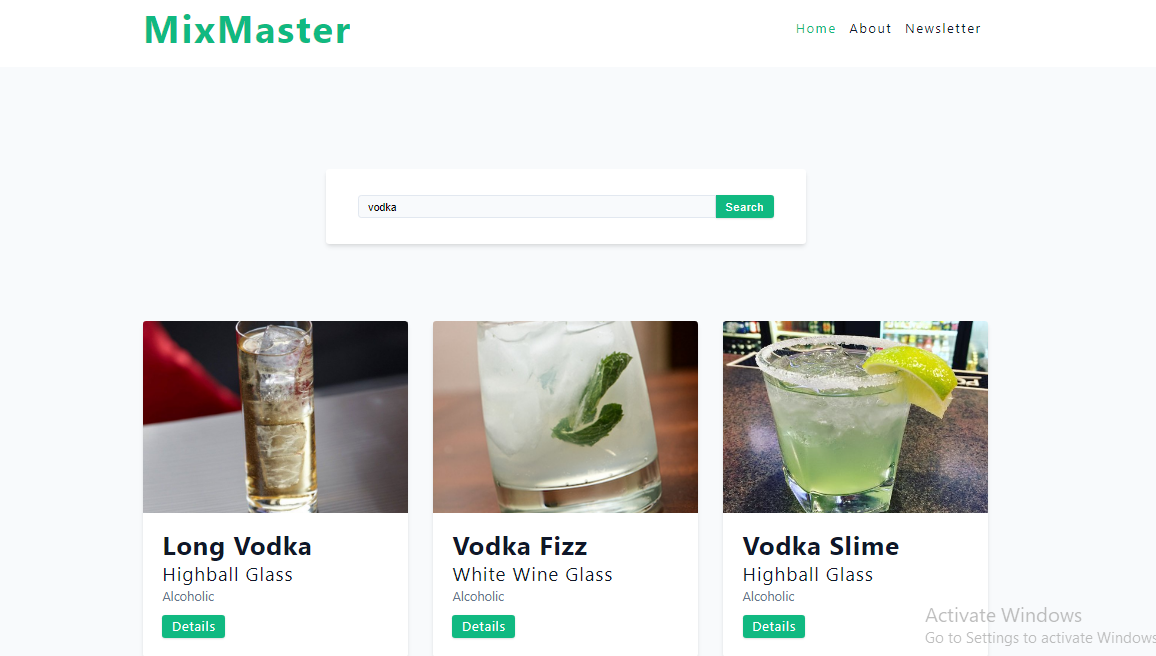 MixMaster
Home About Newsletter
vodka Search
Long Vodka Vodka Fizz Vodka Slime
Highball Glass White Wine Glass Highball Glass
Alcoholic Alcoholic Alcoholic
Details Details Details
Activate Windows
Go to Settings to activate Windows